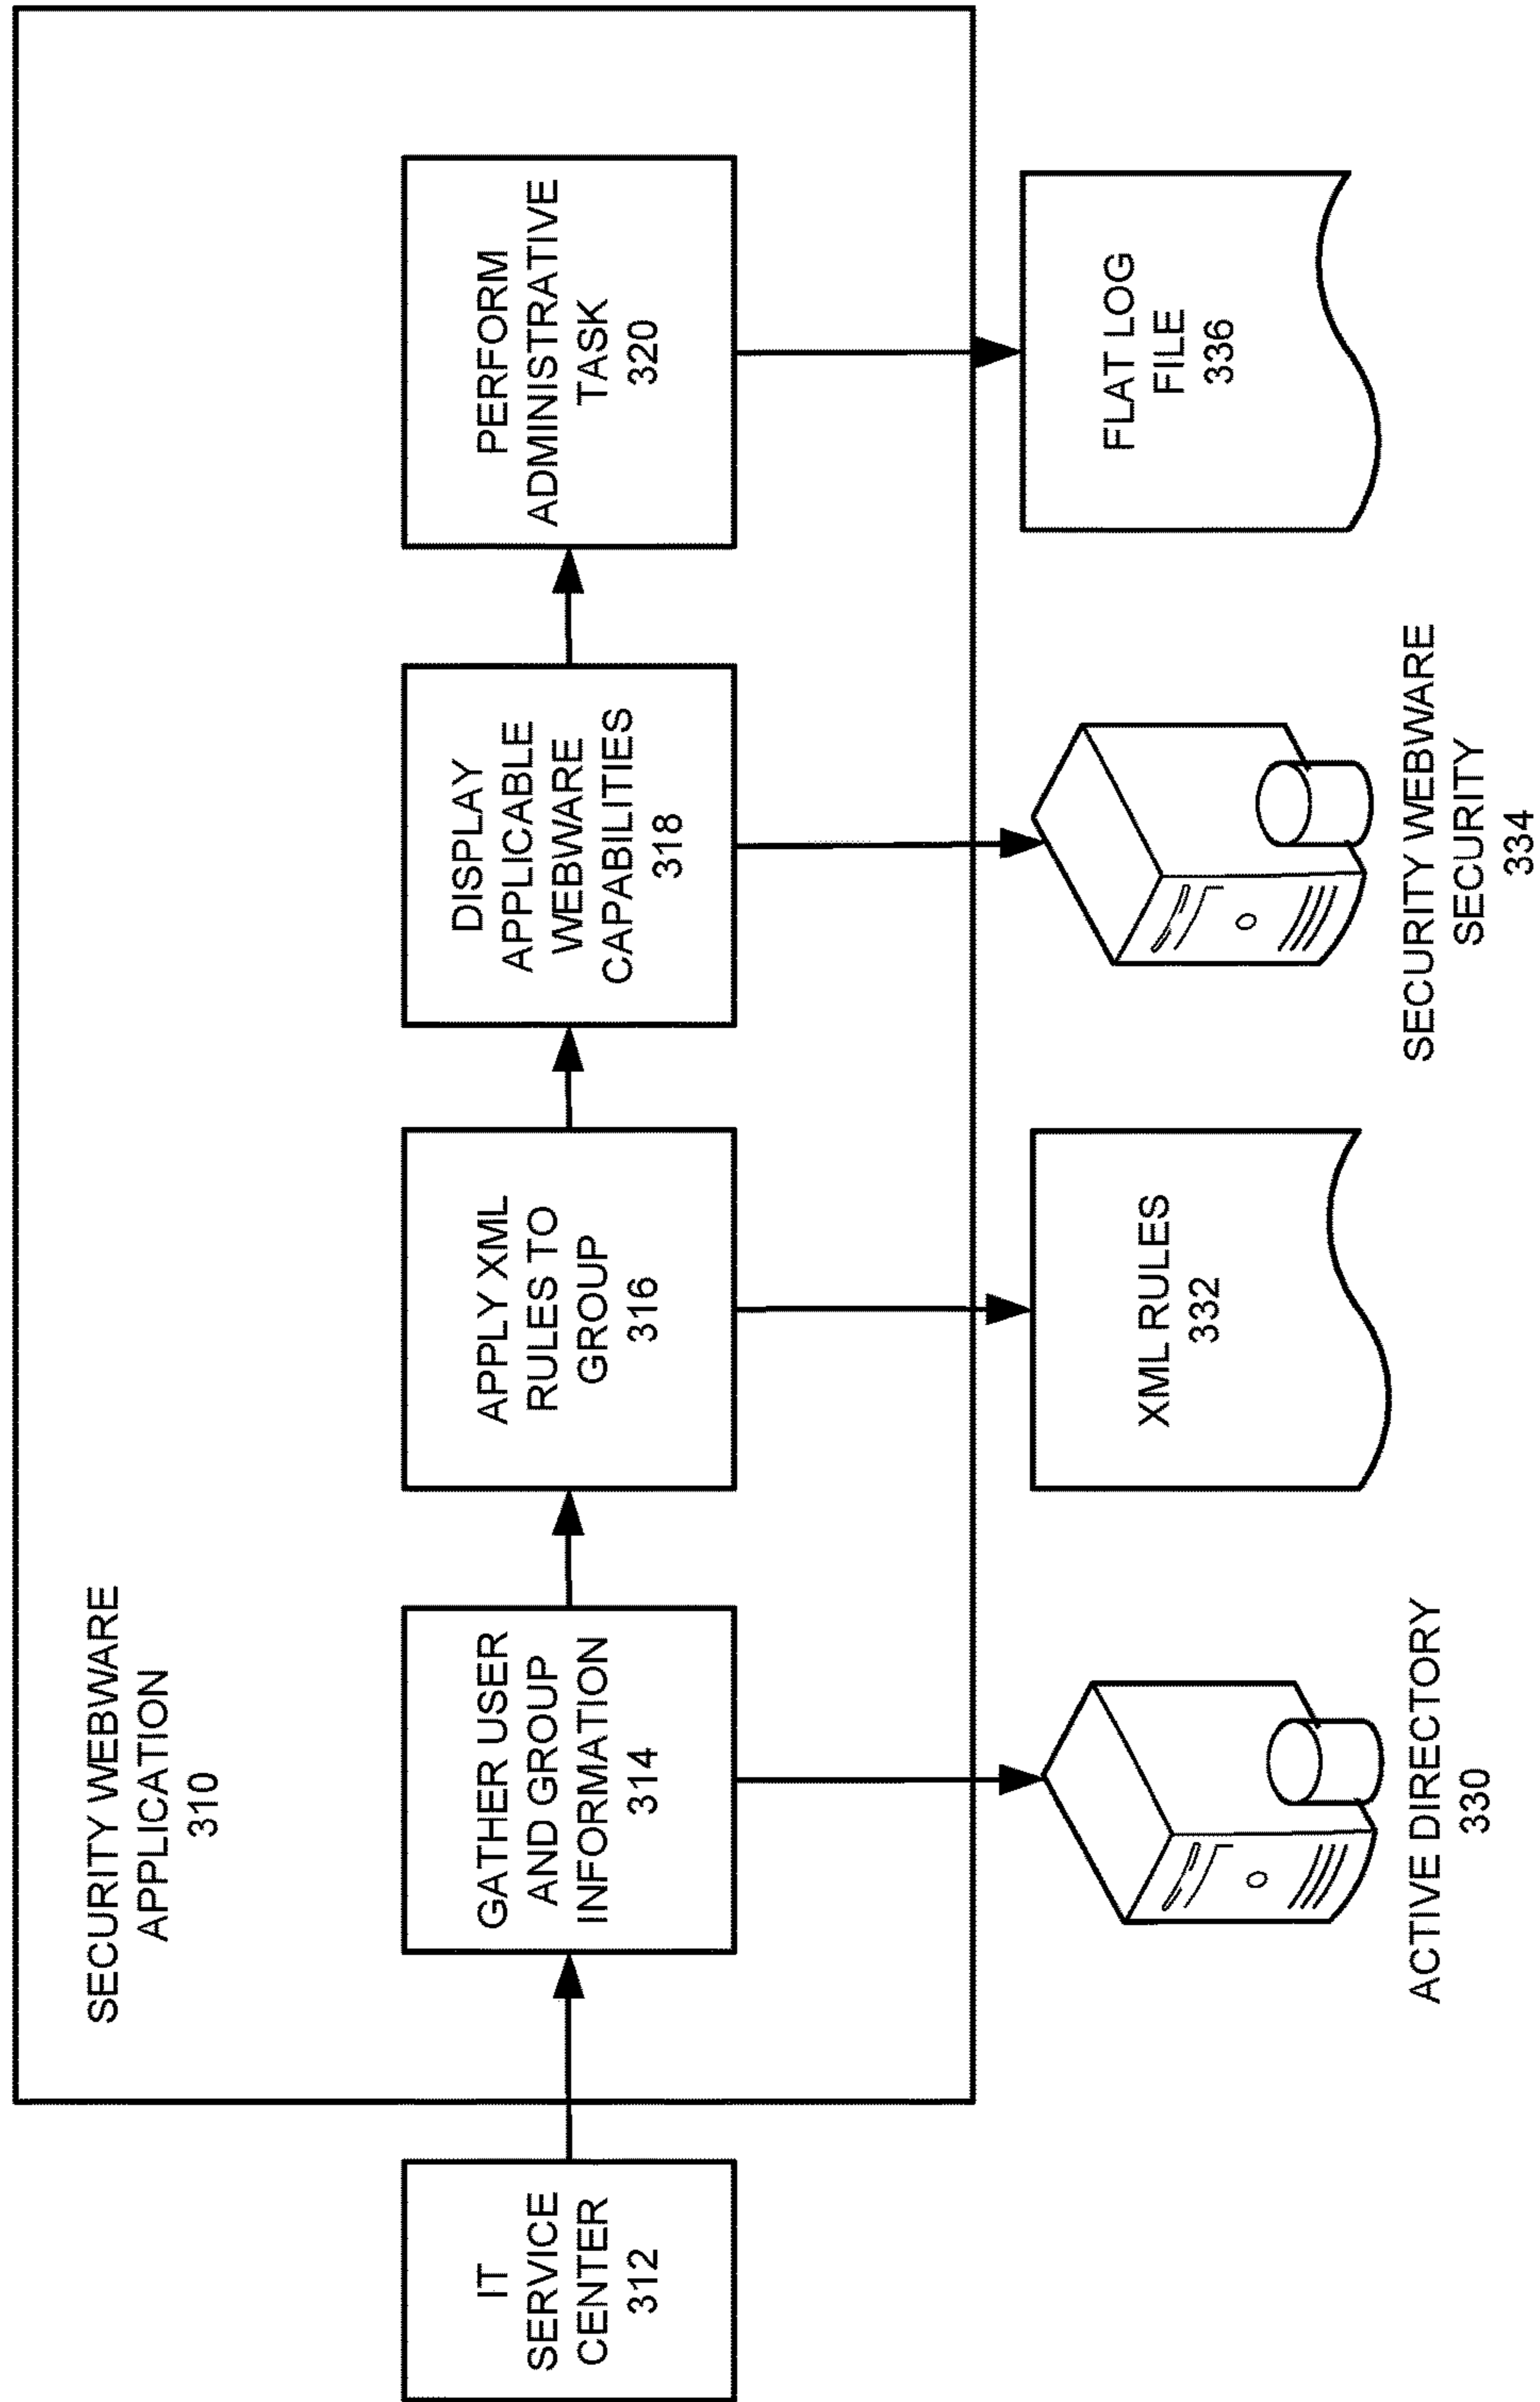 SECURITY WEBWARE
APPLICATION
310
IT
SERVICE
CENTER
312
GATHER USER
AND GROUP
INFORMATION
314
APPLY XML
RULES TO
GROUP
316
DISPLAY
APPLICABLE
WEBWARE
CAPABILITIES
318
PERFORM
ADMINISTRATIVE
TASK
320
ACTIVE DIRECTORY
330
XML RULES
332
SECURITY WEBWARE
SECURITY
334
FLAT LOG
FILE
336